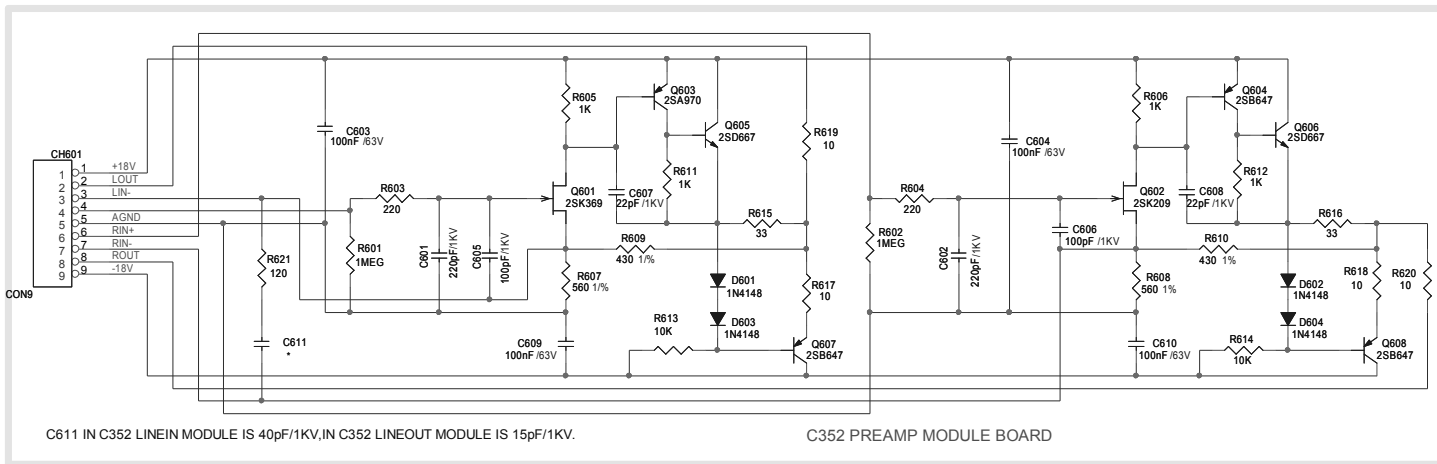 CH601
1 1 +18V
2 2 LOUT
3 3 LIN-
4 4
5 5 AGND
6 6 RIN+
7 7 RIN-
8 8 ROUT
9 9 -18V
CON9
R621
120
C611
*
C603
100nF /63V
R603
220
R601
1MEG
C601
220pF/1KV
C605
100pF/1KV
R605
1K
Q601
2SK369
R607
560 1/%
C609
100nF /63V
Q603
2SA970
Q605
2SD667
R611
1K
C607
22pF /1KV
R609
430 1/%
R615
33
R619
10
R617
10
D601
1N4148
D603
1N4148
R613
10K
Q607
2SB647
R602
1MEG
R604
220
C602
220pF/1KV
C604
100nF /63V
C606
100pF /1KV
R606
1K
Q602
2SK209
R608
560 1%
C610
100nF /63V
Q604
2SB647
Q606
2SD667
R612
1K
C608
22pF /1KV
R610
430 1%
R616
33
R618
10
R620
10
D602
1N4148
D604
1N4148
R614
10K
Q608
2SB647
C611 IN C352 LINEIN MODULE IS 40pF/1KV,IN C352 LINEOUT MODULE IS 15pF/1KV.
C352 PREAMP MODULE BOARD